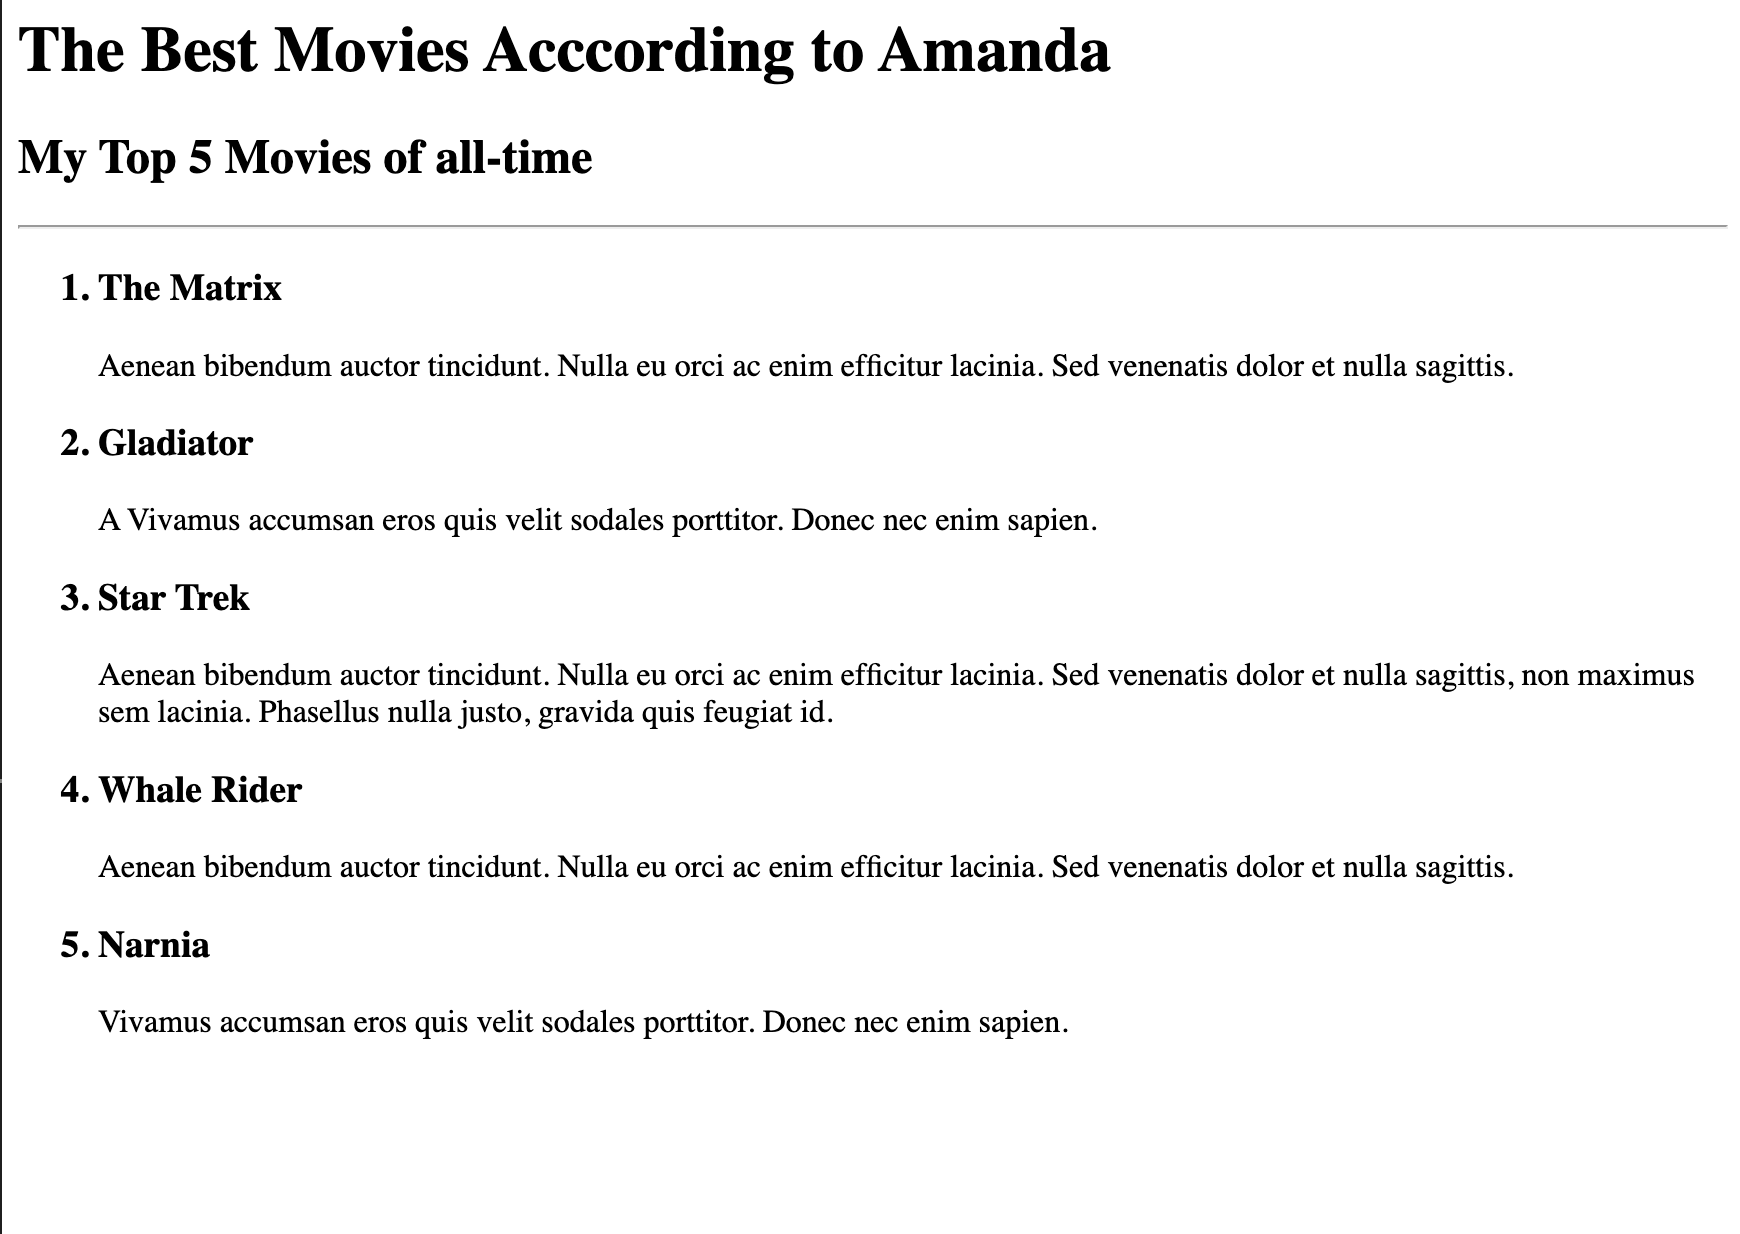 The Best Movies Acccording to Amanda
My Top 5 Movies of all-time
1. The Matrix
Aenean bibendum auctor tincidunt. Nulla eu orci ac enim efficitur lacinia. Sed venenatis dolor et nulla sagittis.
2. Gladiator
A Vivamus accumsan eros quis velit sodales porttitor. Donec nec enim sapien.
3. Star Trek
Aenean bibendum auctor tincidunt. Nulla eu orci ac enim efficitur lacinia. Sed venenatis dolor et nulla sagittis, non maximus
sem lacinia. Phasellus nulla justo, gravida quis feugiat id.
4. Whale Rider
Aenean bibendum auctor tincidunt. Nulla eu orci ac enim efficitur lacinia. Sed venenatis dolor et nulla sagittis.
5. Narnia
Vivamus accumsan eros quis velit sodales porttitor. Donec nec enim sapien.